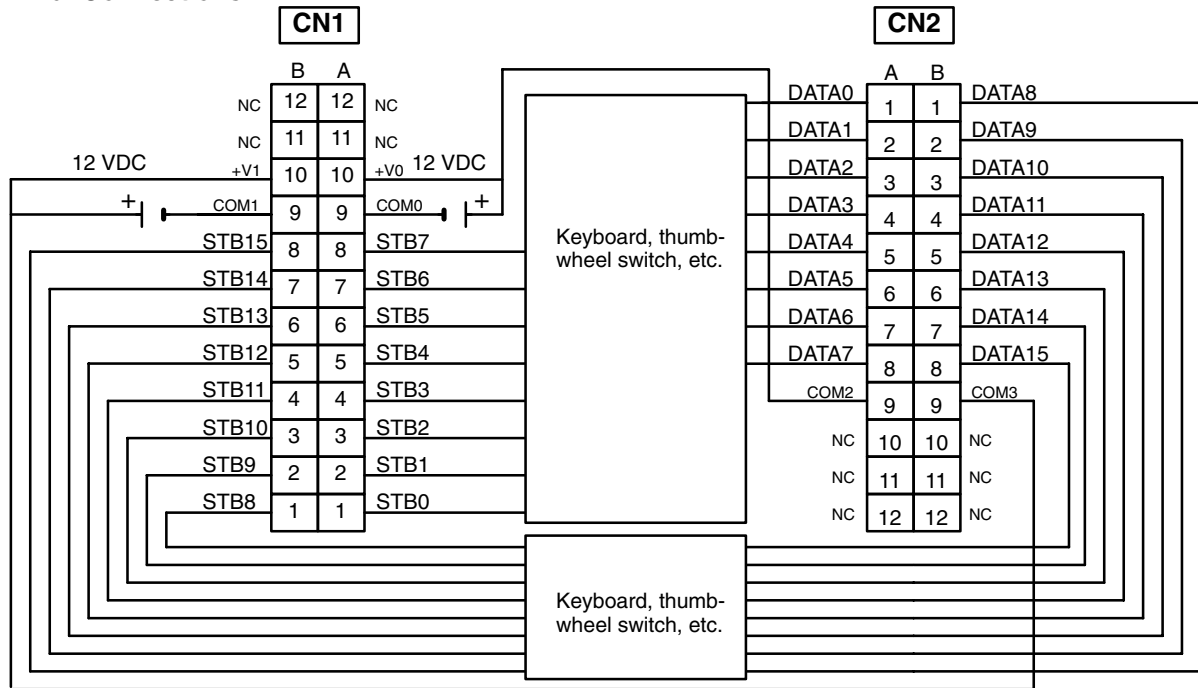 CN1
CN2
B A
A B
NC 12 12 NC
NC 11 11 NC
12 VDC +V1 10 10 +V0 12 VDC
+ COM1 9 9 COM0 +
STB15 8 8 STB7
STB14 7 7 STB6
STB13 6 6 STB5
STB12 5 5 STB4
STB11 4 4 STB3
STB10 3 3 STB2
STB9 2 2 STB1
STB8 1 1 STB0
Keyboard, thumb-
wheel switch, etc.
Keyboard, thumb-
wheel switch, etc.
DATA0 1 1 DATA8
DATA1 2 2 DATA9
DATA2 3 3 DATA10
DATA3 4 4 DATA11
DATA4 5 5 DATA12
DATA5 6 6 DATA13
DATA6 7 7 DATA14
DATA7 8 8 DATA15
COM2 9 9 COM3
NC 10 10 NC
NC 11 11 NC
NC 12 12 NC